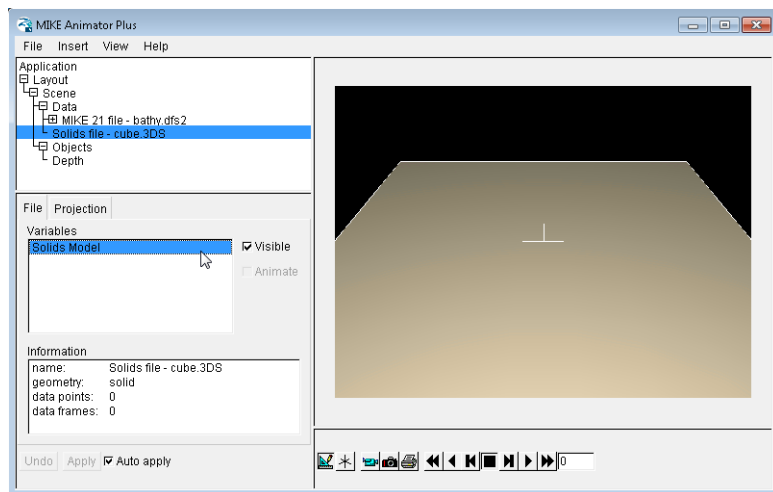 MIKE Animator Plus
File Insert View Help
Application
Layout
Scene
Data
MIKE 21 file - bathy.dfs2
Solids file - cube.3DS
Objects
Depth
File Projection
Variables
Solids Model
Visible
Animate
Information
name: Solids file - cube.3DS
geometry: solid
data points: 0
data frames: 0
Undo Apply Auto apply
0